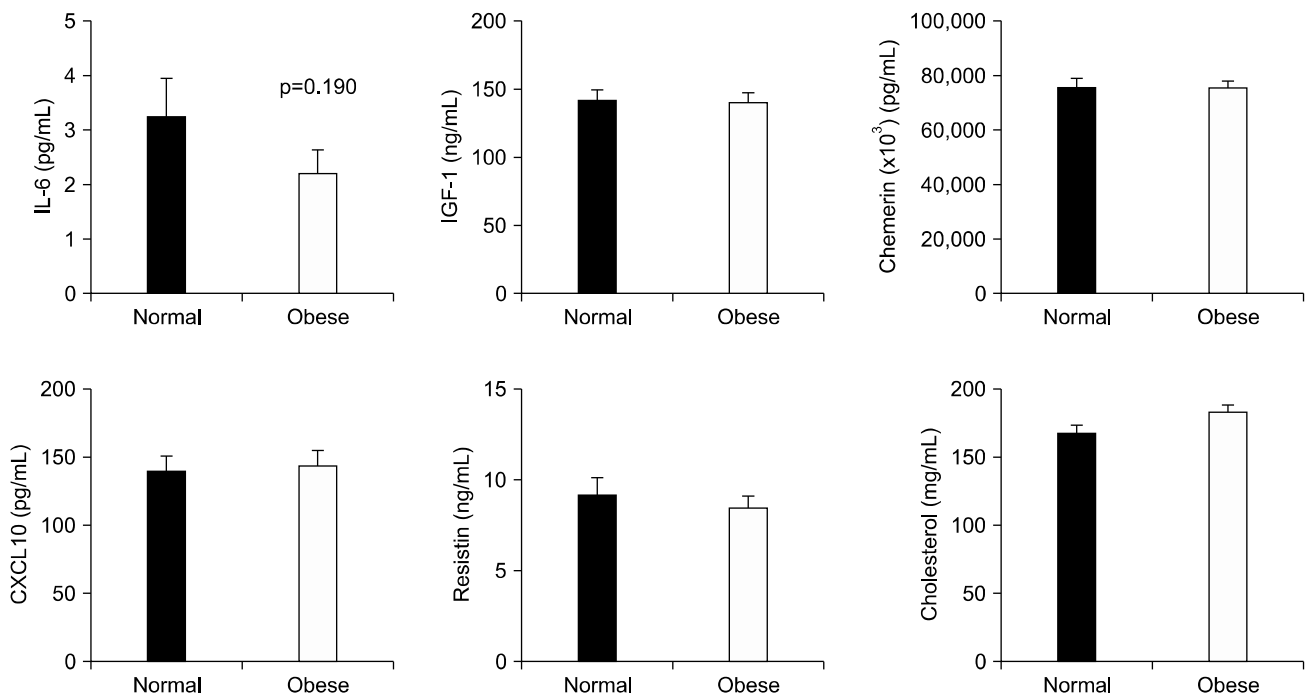 IL-6 (pg/mL)
5
4
3
2
1
0
p=0.190
Normal Obese
IGF-1 (ng/mL)
200
150
100
50
0
Normal Obese
Chemerin (x10³) (pg/mL)
100,000
80,000
60,000
40,000
20,000
0
Normal Obese
CXCL10 (pg/mL)
200
150
100
50
0
Normal Obese
Resistin (ng/mL)
15
10
5
0
Normal Obese
Cholesterol (mg/mL)
200
150
100
50
0
Normal Obese